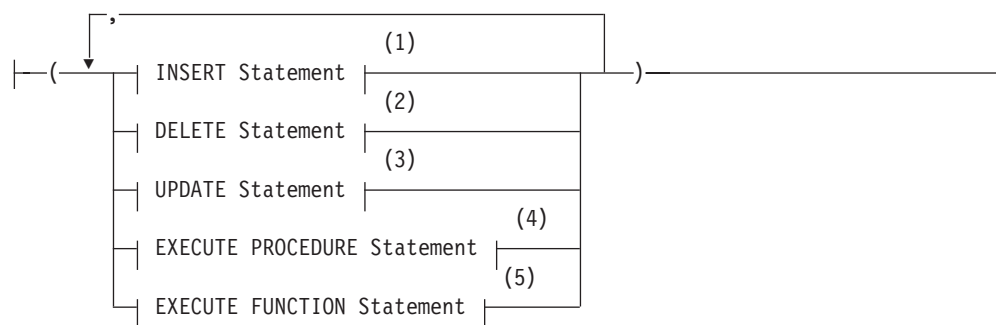 ,
(1)
( INSERT Statement )
(2)
DELETE Statement
(3)
UPDATE Statement
(4)
EXECUTE PROCEDURE Statement
(5)
EXECUTE FUNCTION Statement